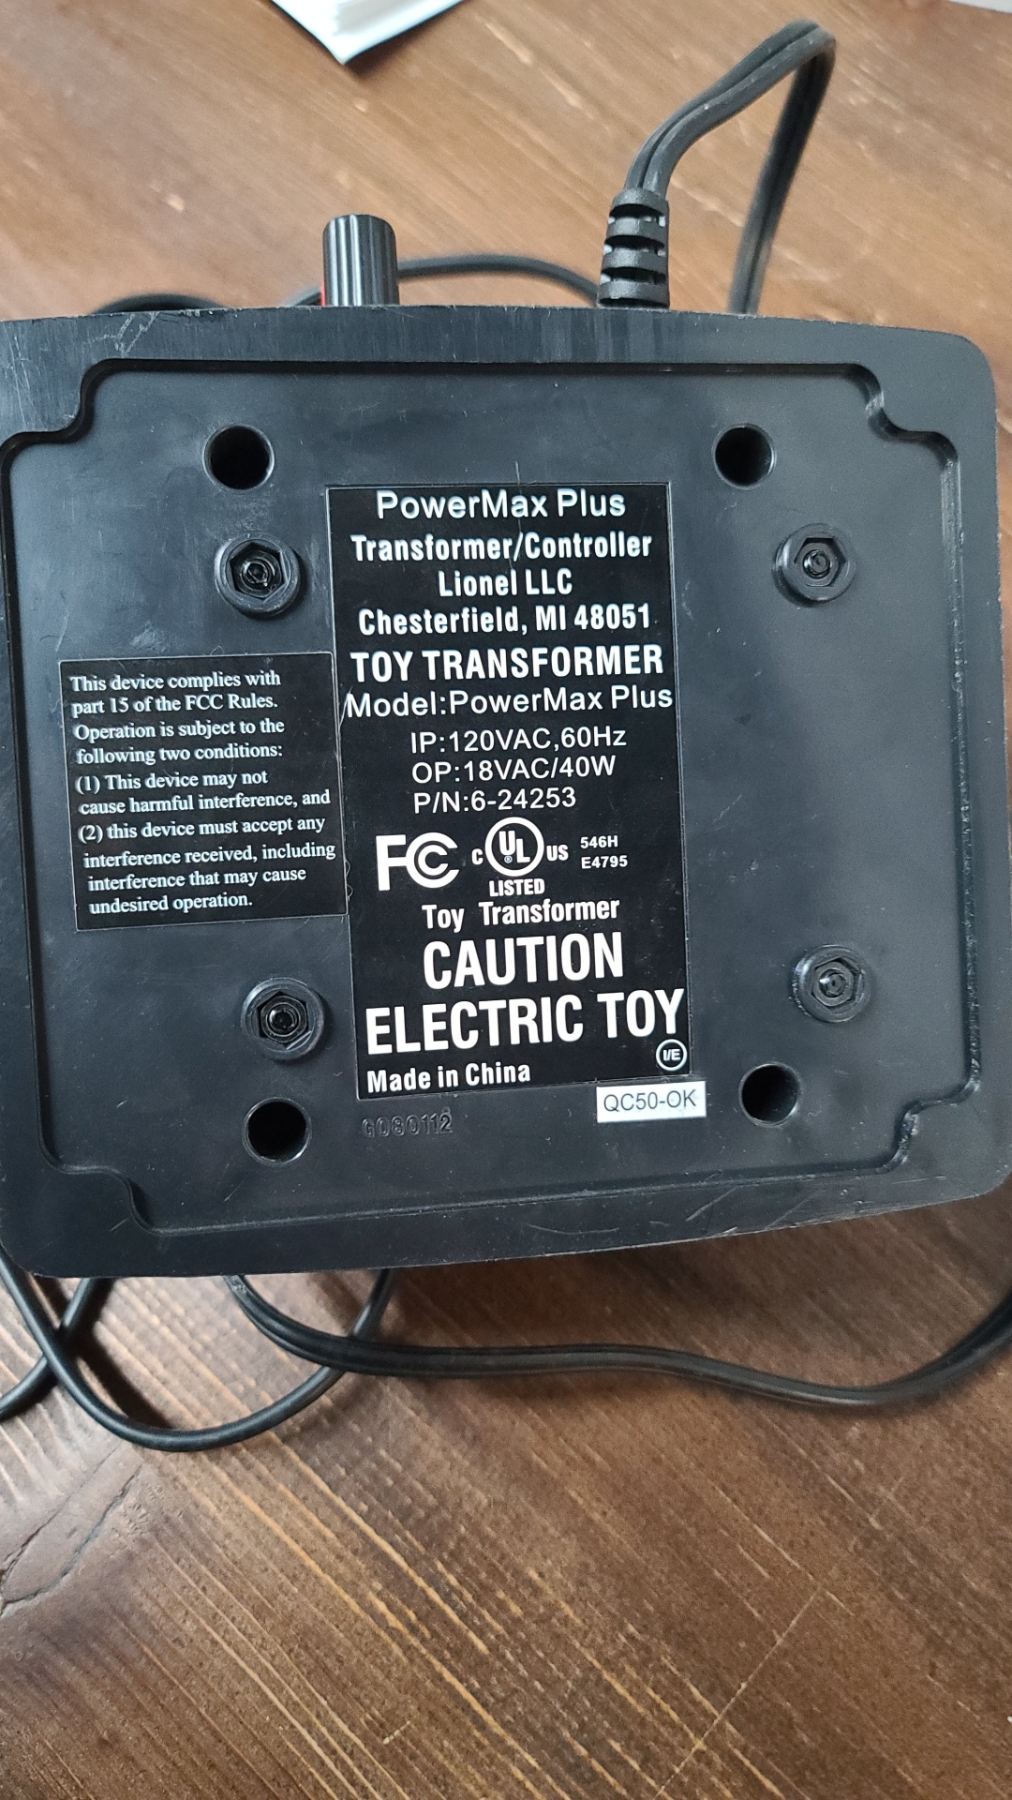 PowerMax Plus
Transformer/Controller
Lionel LLC
Chesterfield, MI 48051
TOY TRANSFORMER
Model:PowerMax Plus
IP:120VAC,60Hz
OP:18VAC/40W
P/N:6-24253
FC
C UL US
546H
E4795
LISTED
Toy Transformer
CAUTION
ELECTRIC TOY
I/E
Made in China
This device complies with
part 15 of the FCC Rules.
Operation is subject to the
following two conditions:
(1) This device may not
cause harmful interference, and
(2) this device must accept any
interference received, including
interference that may cause
undesired operation.
QC50-OK